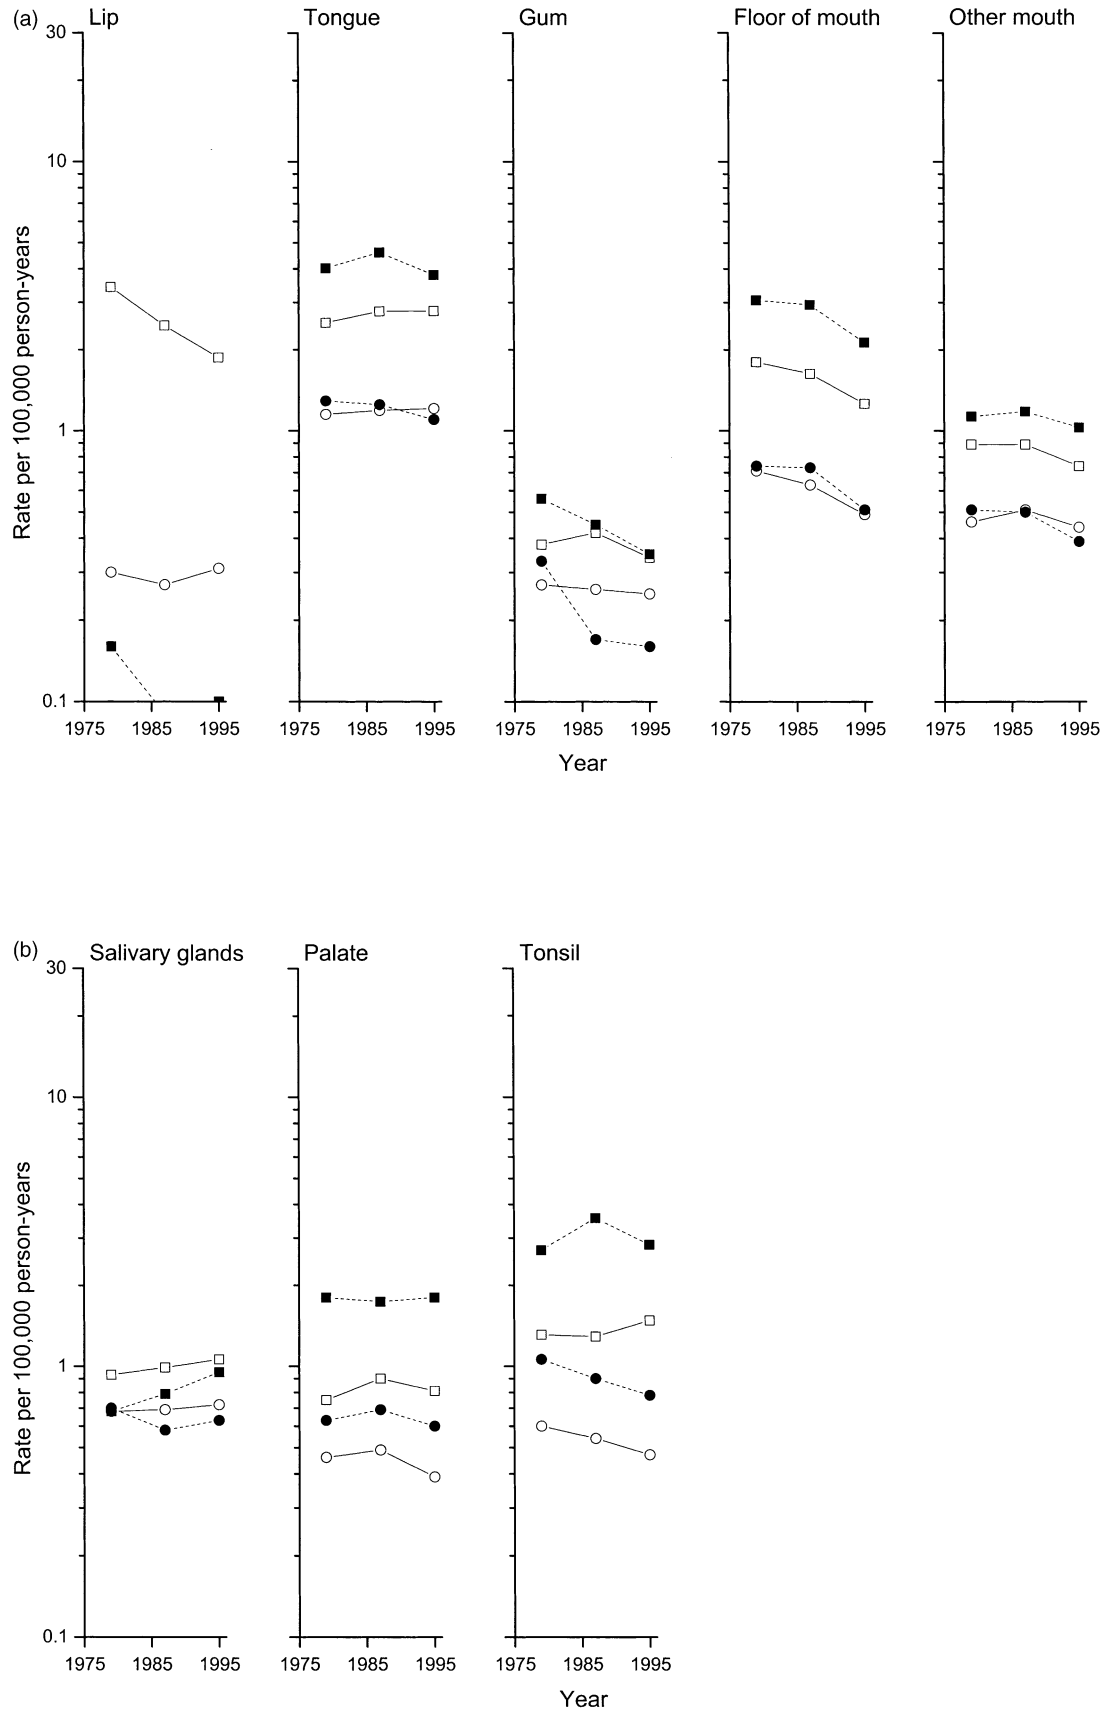 (a)
Lip
Tongue
Gum
Floor of mouth
Other mouth
30
10
1
0.1
Rate per 100,000 person-years
1975 1985 1995
1975 1985 1995
1975 1985 1995
1975 1985 1995
1975 1985 1995
Year
(b)
Salivary glands
Palate
Tonsil
30
10
1
0.1
Rate per 100,000 person-years
1975 1985 1995
1975 1985 1995
1975 1985 1995
Year